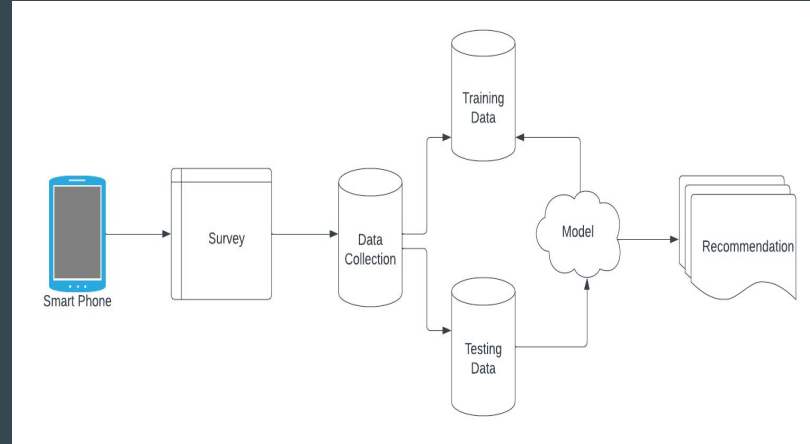 Smart Phone
Survey
Data
Collection
Training
Data
Testing
Data
Model
Recommendation